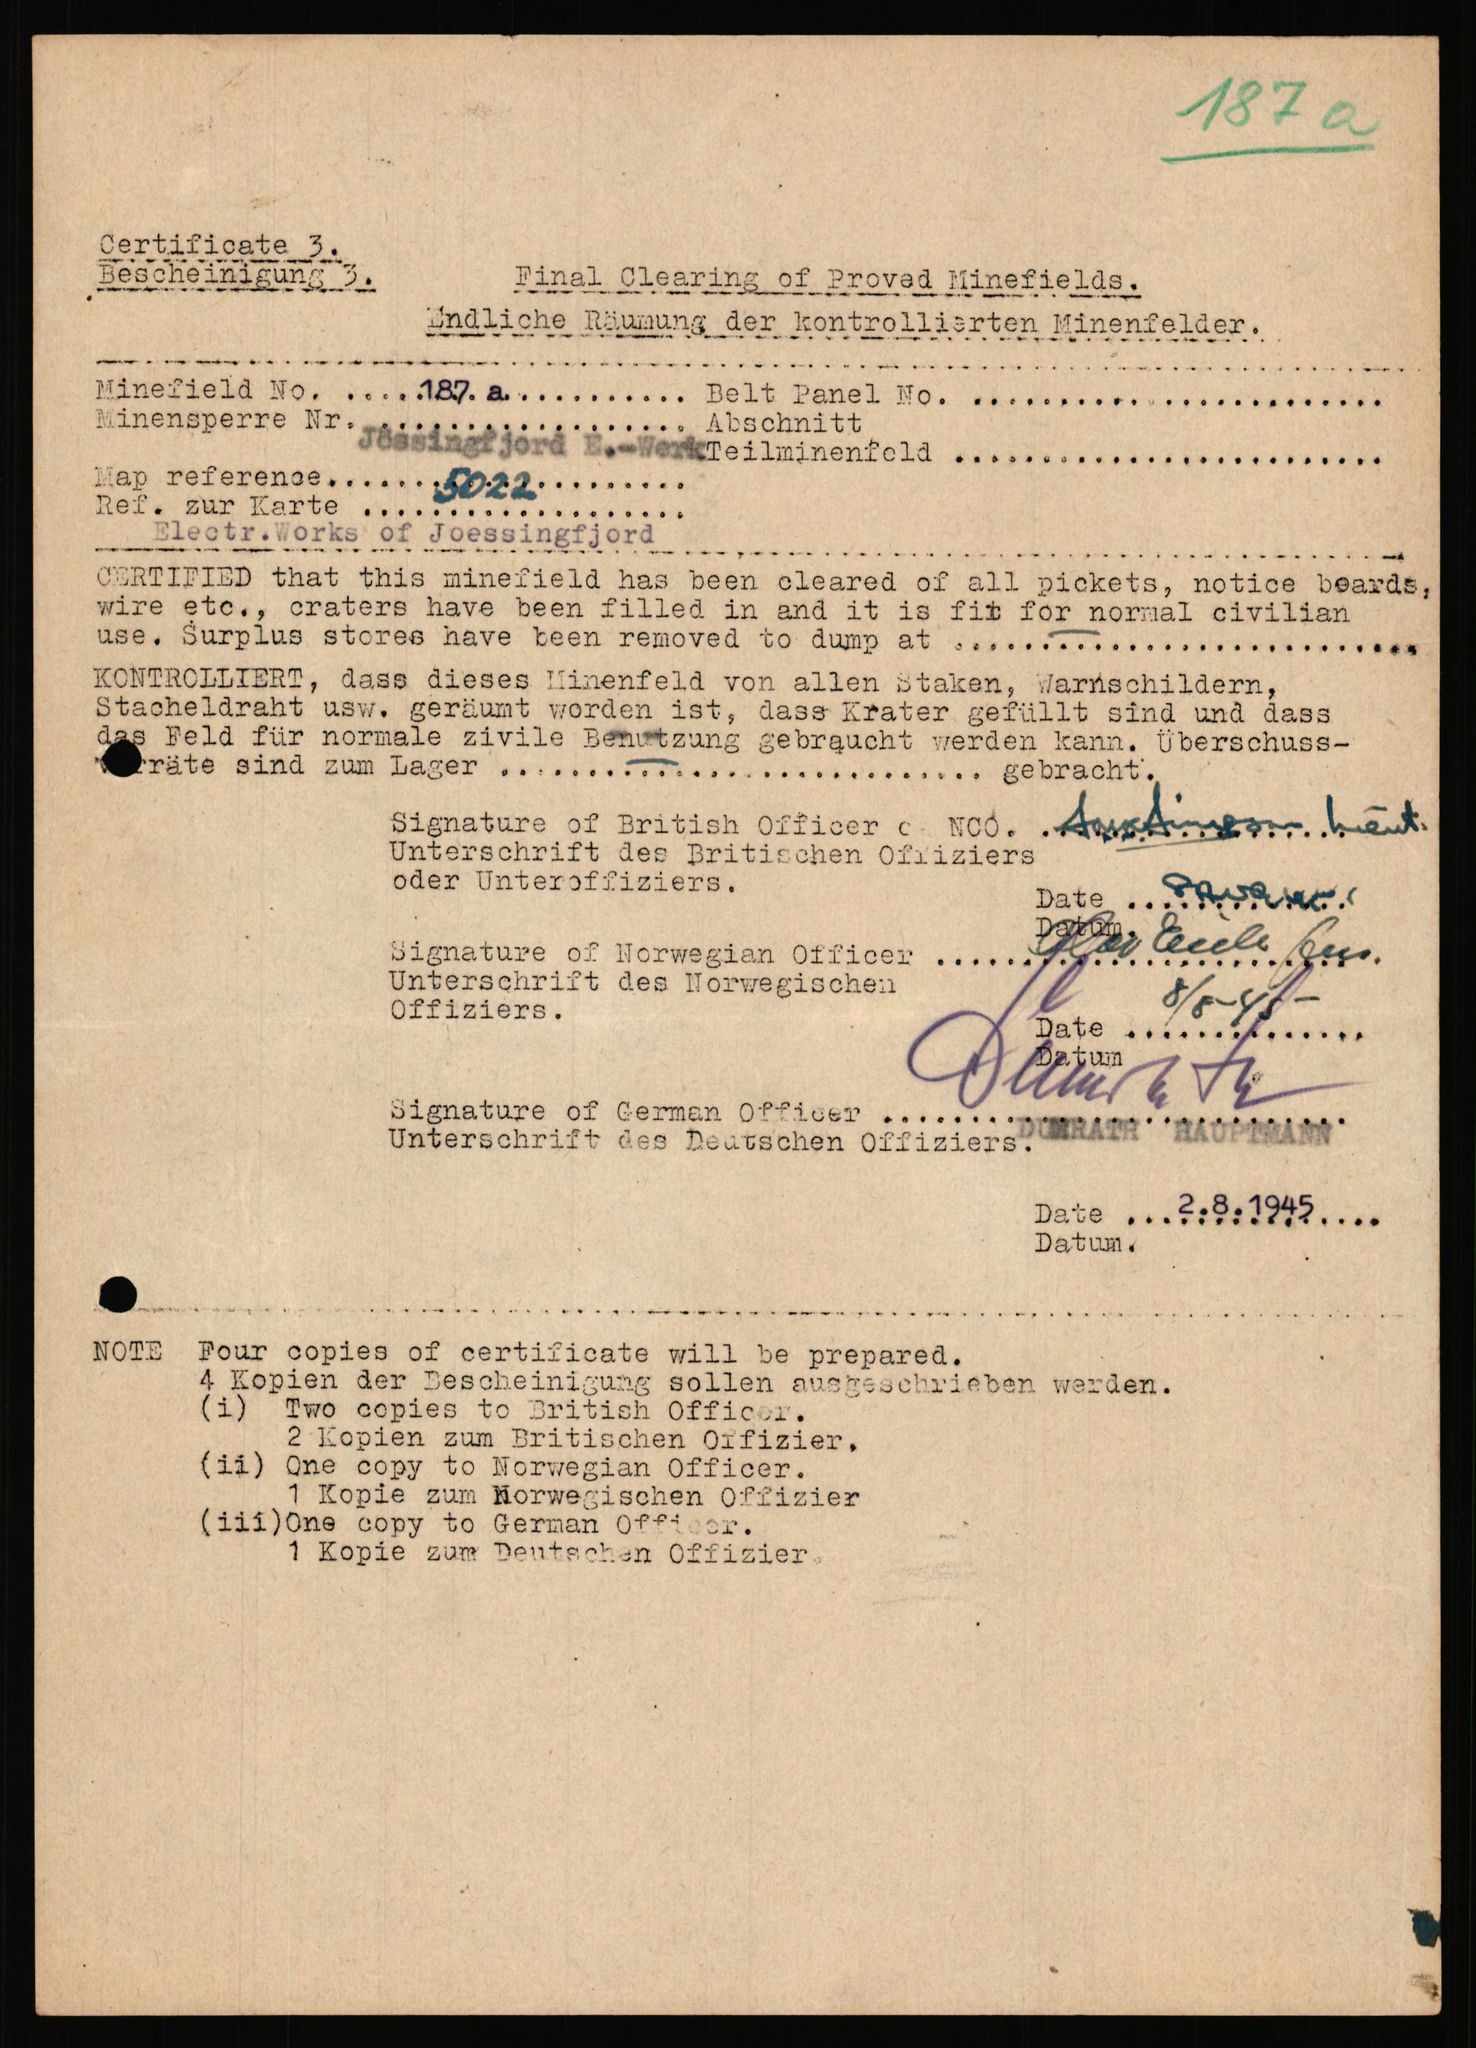 187 a
Certificate 3.
Bescheinigung 3.
Final Clearing of Proved Minefields.
Endliche Räumung der kontrollierten Minenfelder.
Minefield No. .....187.a............ Belt Panel No. ........................
Minensperre Nr. ................... Abschnitt
Jössingfjord E.-Werk Teilminenfeld .........................
Map reference.....................
5022
Ref. zur Karte ...................
Electr.Works of Joessingfjord
CERTIFIED that this minefield has been cleared of all pickets, notice boards,
wire etc., craters have been filled in and it is fit for normal civilian
use. Surplus stores have been removed to dump at ...........................
KONTROLLIERT, dass dieses Minenfeld von allen Staken, Warnschildern,
Stacheldraht usw. geräumt worden ist, dass Krater gefüllt sind und dass
das Feld für normale zivile Benutzung gebraucht werden kann. Überschuss-
vorräte sind zum Lager ............................ gebracht.
Signature of British Officer o NCO. ........ Lieut.
Unterschrift des Britischen Offiziers
oder Unteroffiziers.
Date ..............
Datum.
Signature of Norwegian Officer ..........................
Unterschrift des Norwegischen
Offiziers.
8/8-45-
Date ..............
Datum
Signature of German Officer ...........................
Unterschrift des Deutschen Offiziers. DÜMRATH HAUPTMANN
Date ...2.8.1945....
Datum.
NOTE Four copies of certificate will be prepared.
4 Kopien der Bescheinigung sollen ausgeschrieben werden.
(i) Two copies to British Officer.
2 Kopien zum Britischen Offizier.
(ii) One copy to Norwegian Officer.
1 Kopie zum Norwegischen Offizier
(iii)One copy to German Officer.
1 Kopie zum Deutschen Offizier.